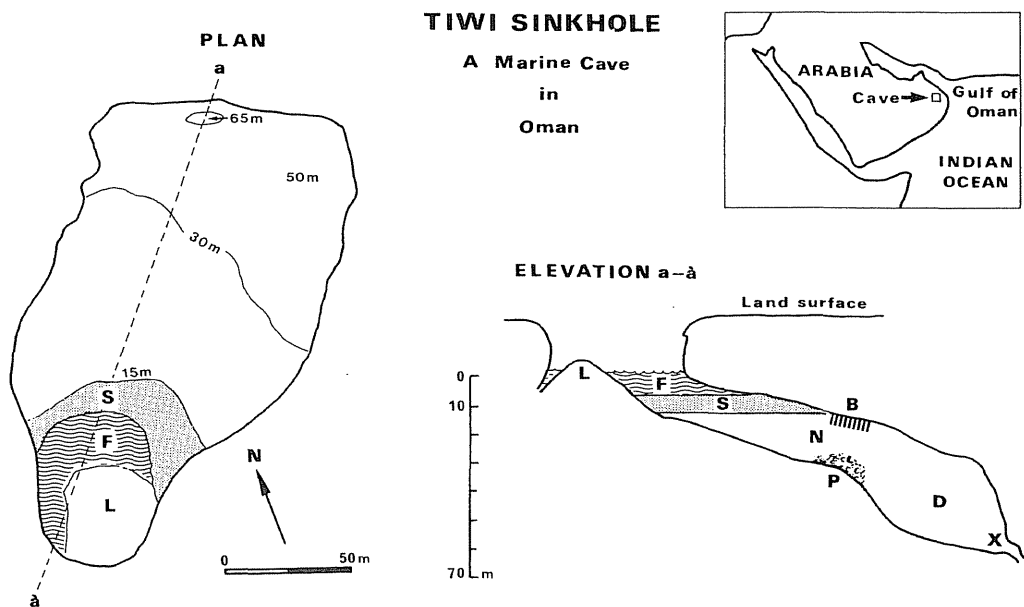 TIWI SINKHOLE
A Marine Cave
in
Oman
PLAN
a
65m
50m
30m
15m
S
F
L
à
N
0 50m
ARABIA
Cave
Gulf of
Oman
INDIAN
OCEAN
ELEVATION a–à
Land surface
0
10
70 m
L
F
S
B
N
P
D
X